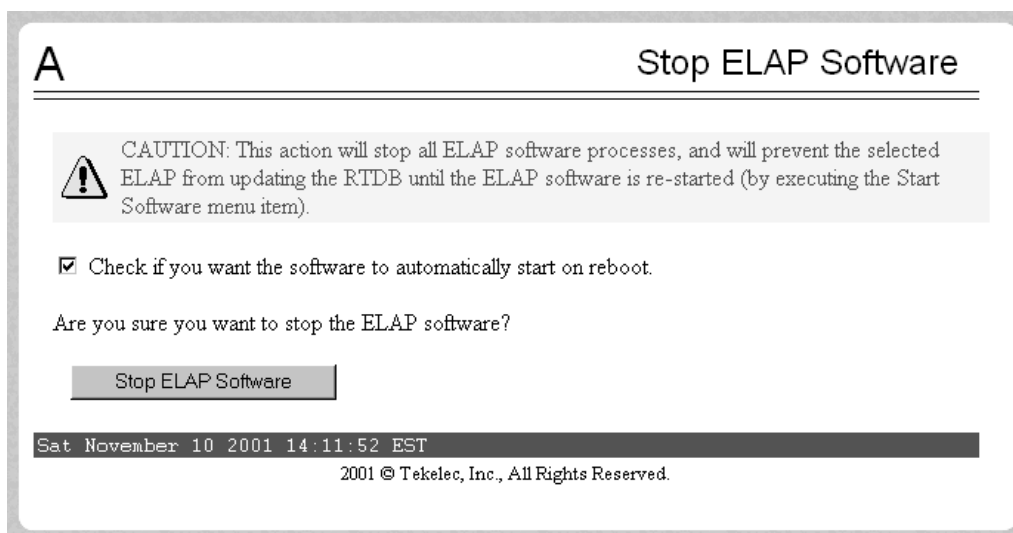 A
Stop ELAP Software
CAUTION: This action will stop all ELAP software processes, and will prevent the selected
ELAP from updating the RTDB until the ELAP software is re-started (by executing the Start
Software menu item).
Check if you want the software to automatically start on reboot.
Are you sure you want to stop the ELAP software?
Stop ELAP Software
Sat November 10 2001 14:11:52 EST
2001 © Tekelec, Inc., All Rights Reserved.